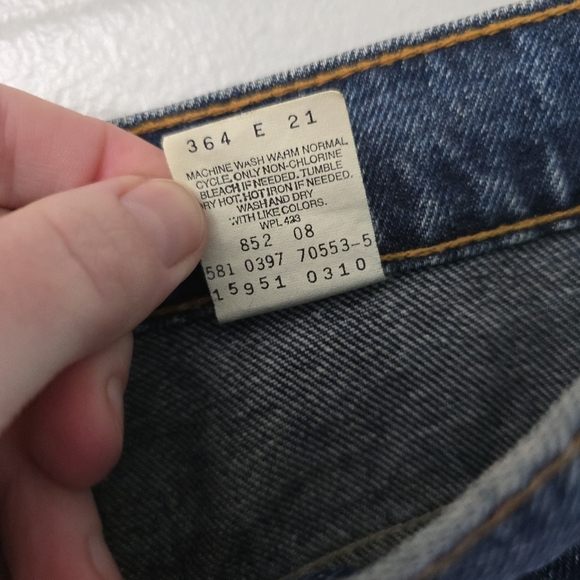 364 E 21
MACHINE WASH WARM NORMAL
CYCLE. ONLY NON-CHLORINE
BLEACH IF NEEDED. TUMBLE
DRY HOT. HOT IRON IF NEEDED.
WASH AND DRY
WITH LIKE COLORS.
WPL 423
852 08
581 0397 70553-5
15951 0310